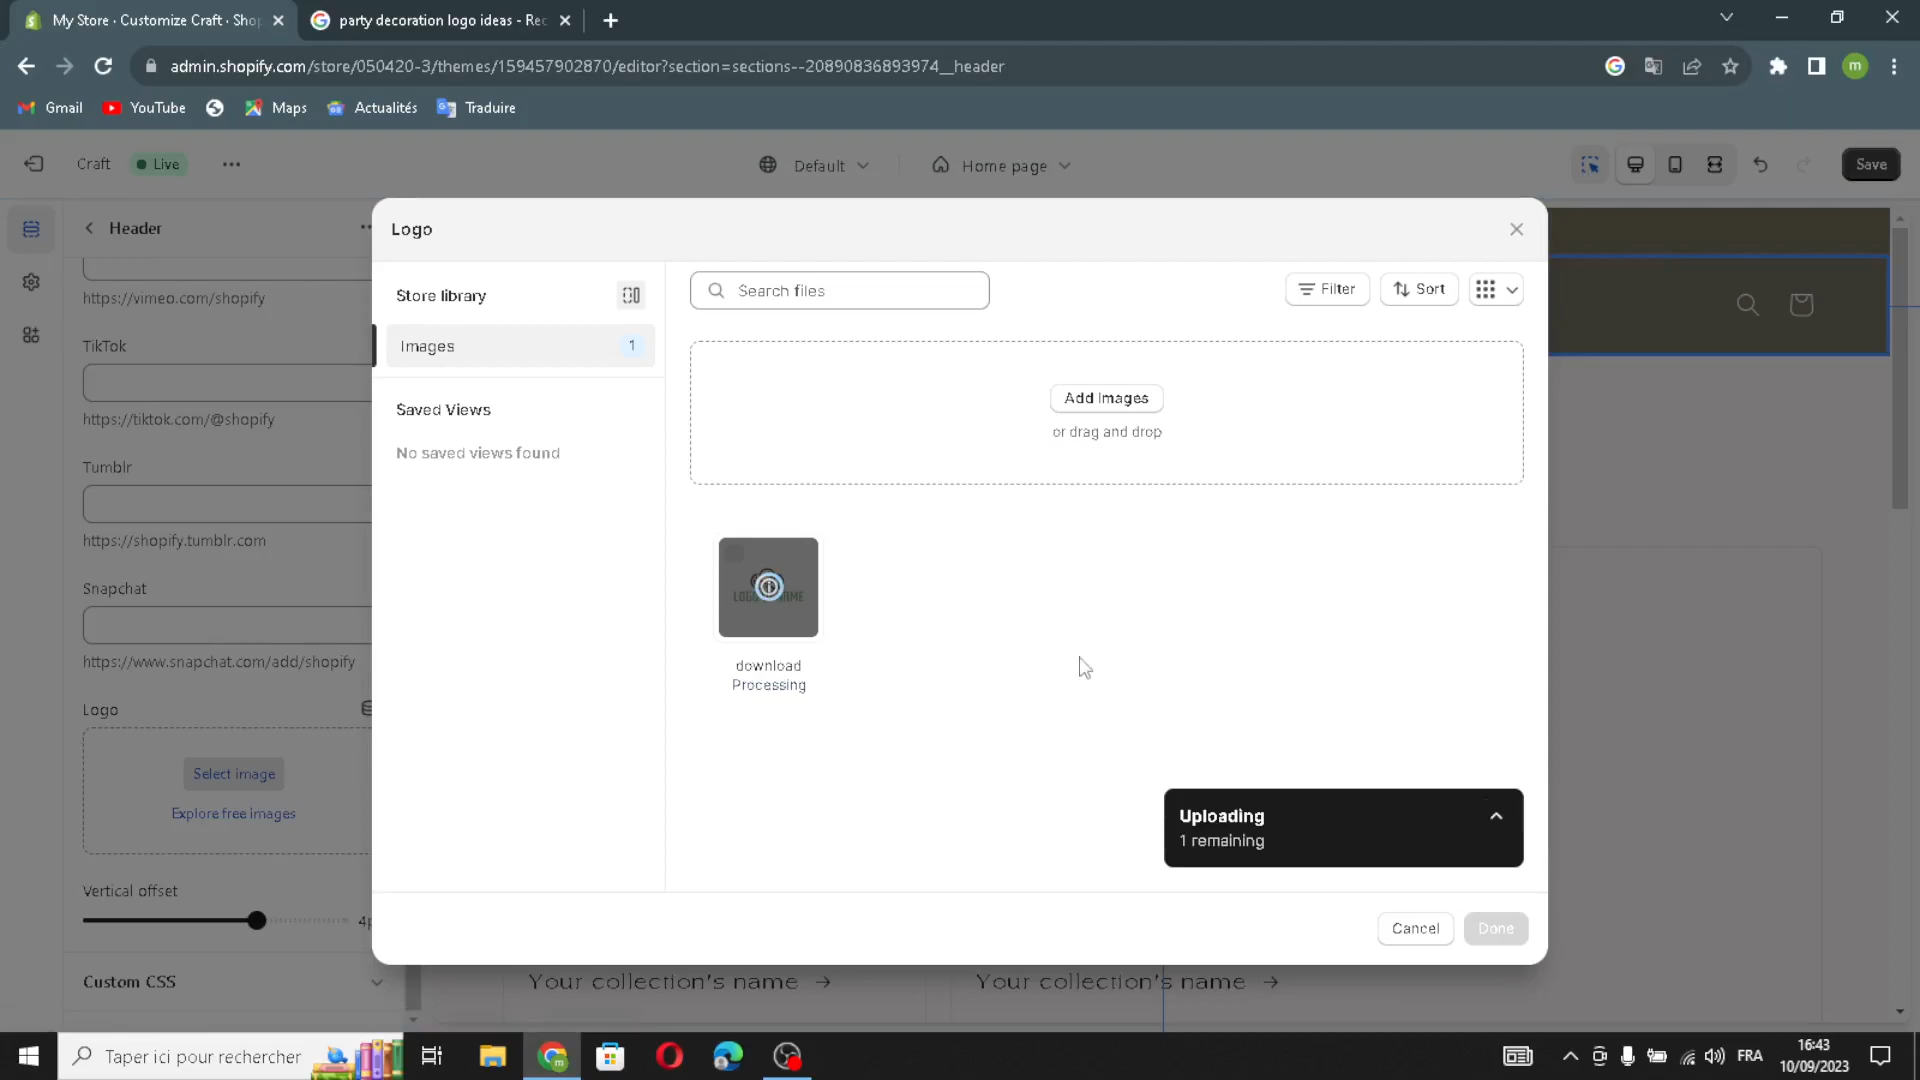 My Store · Customize Craft · Sho
party decoration logo ideas - Rec
admin.shopify.com/store/050420-3/themes/159457902870/editor?section=sections--20890836893974__header
m
Gmail
YouTube
Maps
Actualités
Traduire
Craft
Live
Default
Home page
Save
Header
https://vimeo.com/shopify
TikTok
https://tiktok.com/@shopify
Tumblr
https://shopify.tumblr.com
Snapchat
https://www.snapchat.com/add/shopify
Logo
Select image
Explore free images
Vertical offset
Custom CSS
Logo
Store library
Images 1
Saved Views
No saved views found
Search files
Filter
Sort
Add Images
or drag and drop
download
Processing
Uploading
1 remaining
Cancel
Done
Your collection's name →
Your collection's name →
Taper ici pour rechercher
FRA
16:43
10/09/2023